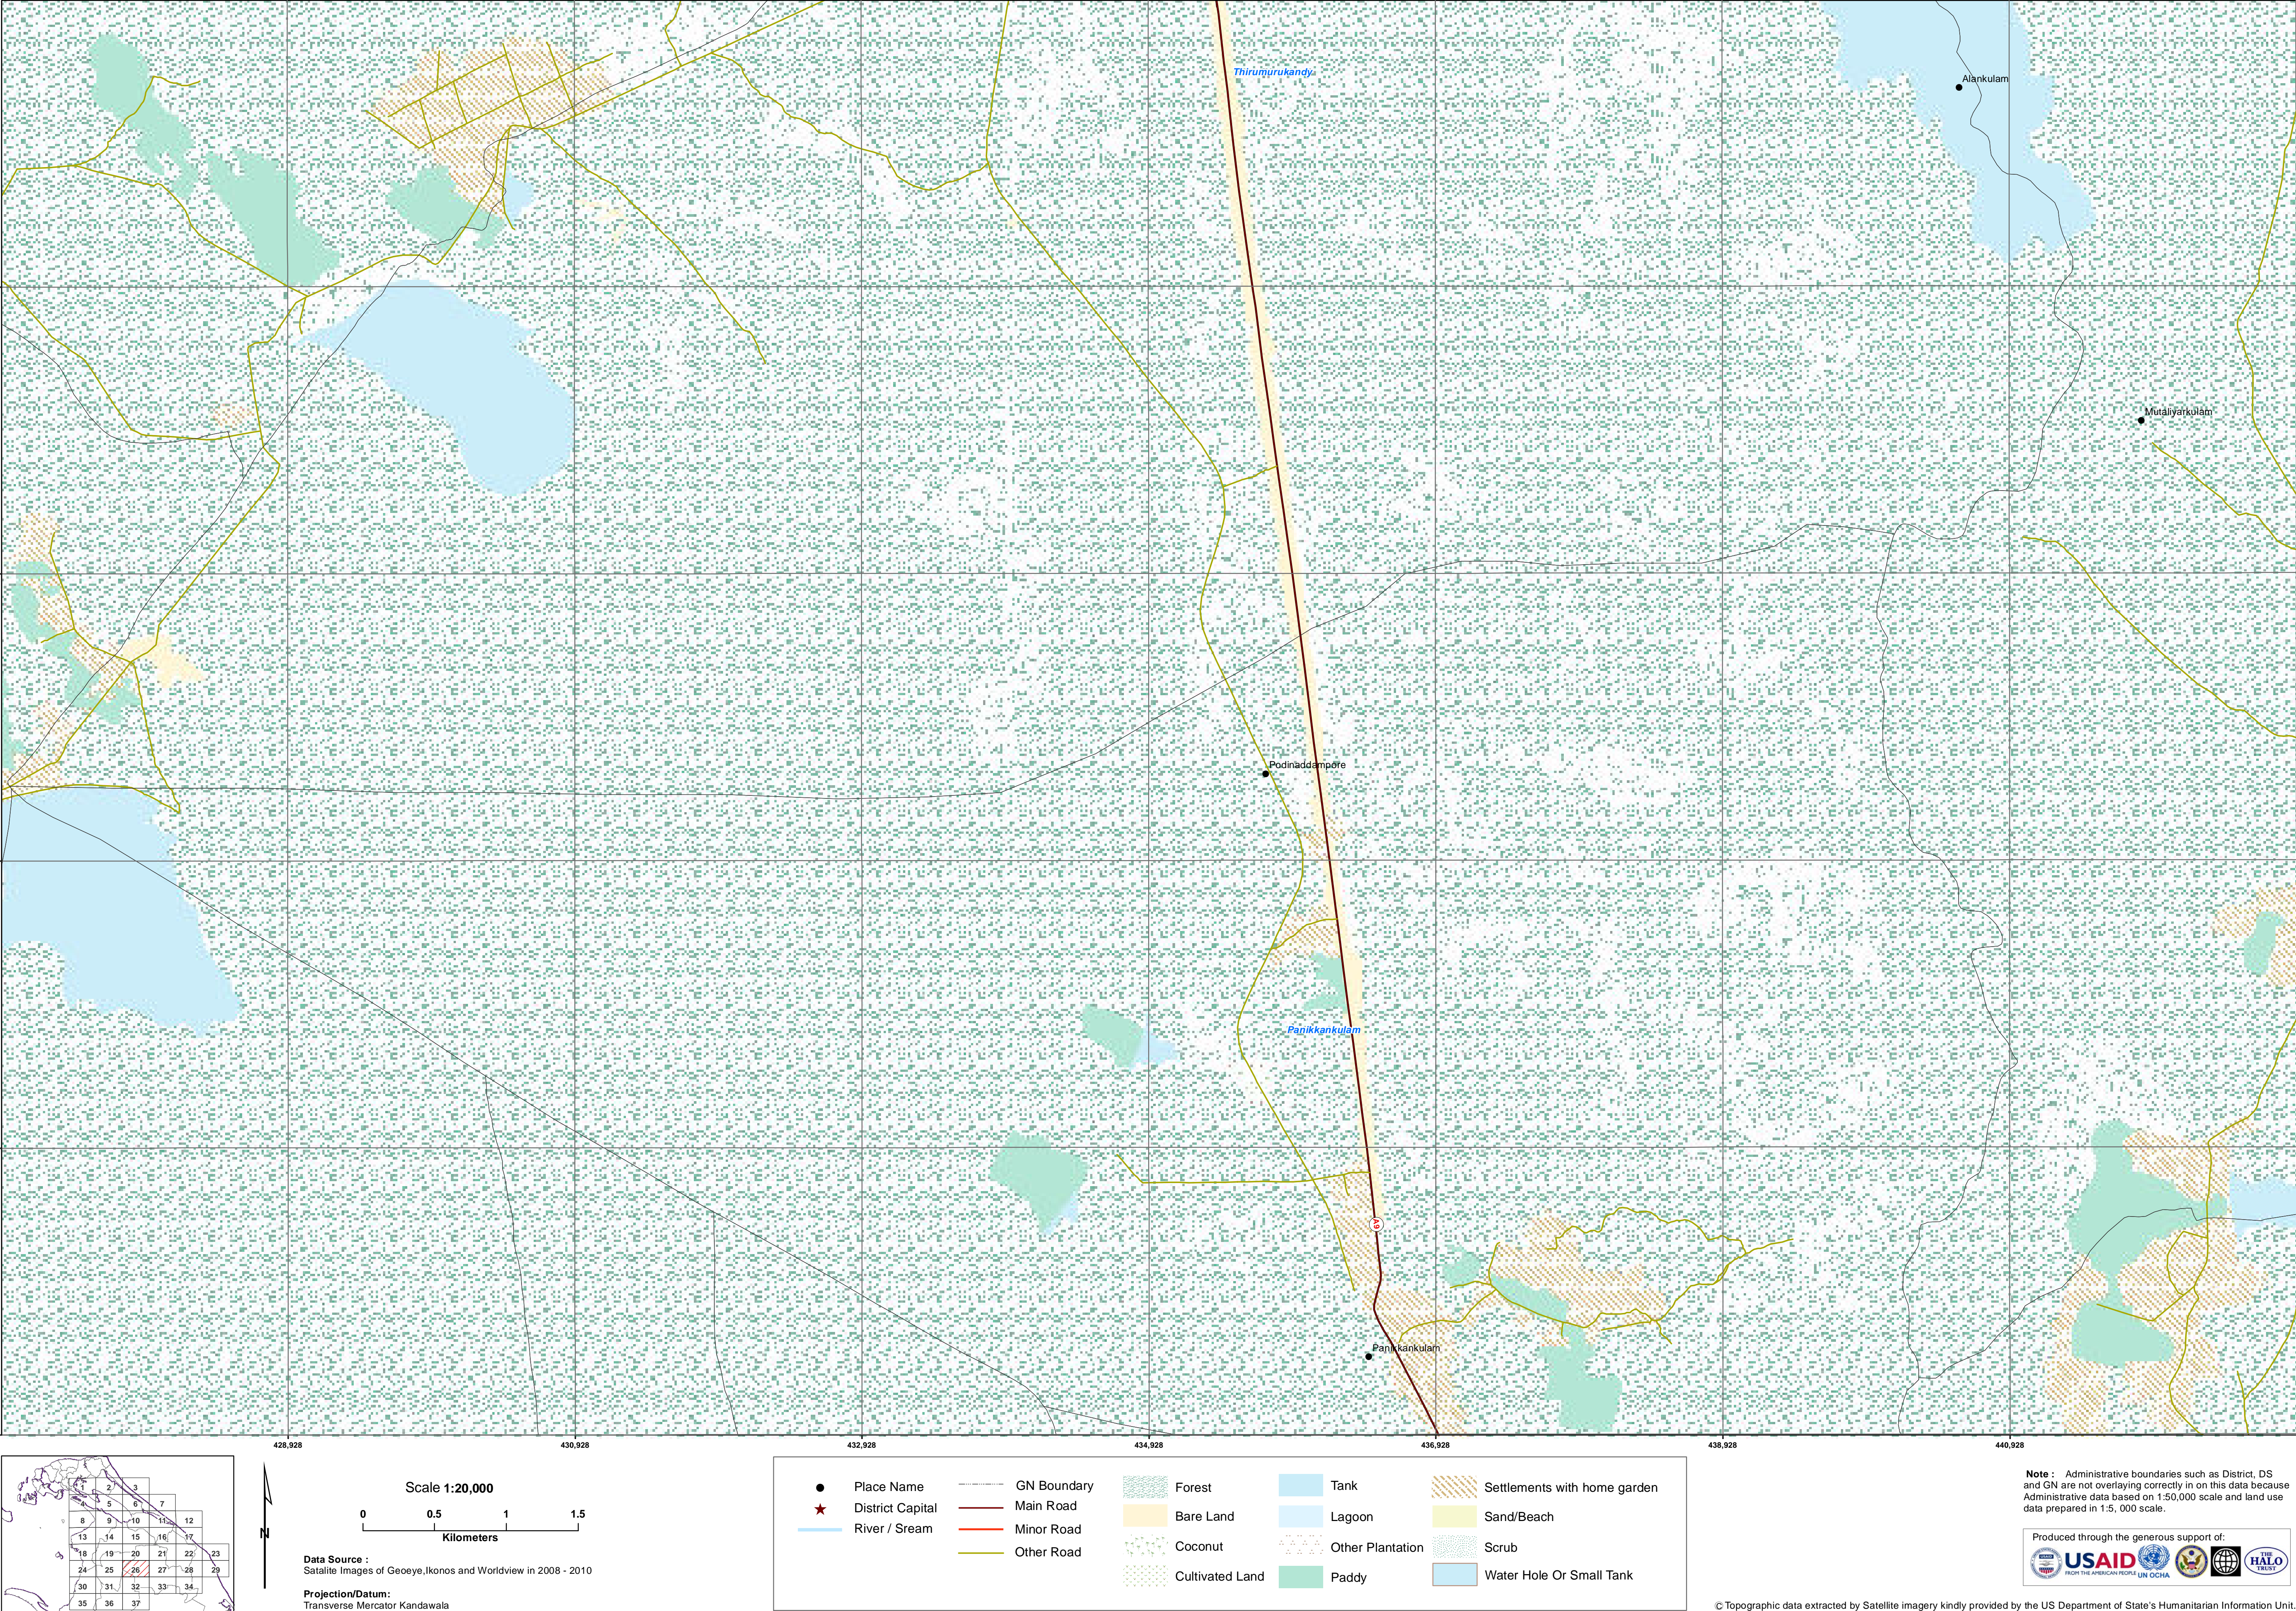 Thirumurukandy
Alankulam
Mutaliyarkulam
Podinaddampore
Panikkankulam
A9
Panikkankulam
428,928
430,928
432,928
434,928
436,928
438,928
440,928
1 2 3
4 5 6 7
8 9 10 11 12
13 14 15 16 17
18 19 20 21 22 23
24 25 26 27 28 29
30 31 32 33 34
35 36 37
N
Scale 1:20,000
0 0.5 1 1.5
Kilometers
Data Source :
Satalite Images of Geoeye,Ikonos and Worldview in 2008 - 2010
Projection/Datum:
Transverse Mercator Kandawala
Place Name
District Capital
River / Sream
GN Boundary
Main Road
Minor Road
Other Road
Forest
Bare Land
Coconut
Cultivated Land
Tank
Lagoon
Other Plantation
Paddy
Settlements with home garden
Sand/Beach
Scrub
Water Hole Or Small Tank
Note : Administrative boundaries such as District, DS
and GN are not overlaying correctly in on this data because
Administrative data based on 1:50,000 scale and land use
data prepared in 1:5, 000 scale.
Produced through the generous support of:
USAID
FROM THE AMERICAN PEOPLE
UN OCHA
THE
HALO
TRUST
© Topographic data extracted by Satellite imagery kindly provided by the US Department of State's Humanitarian Information Unit.